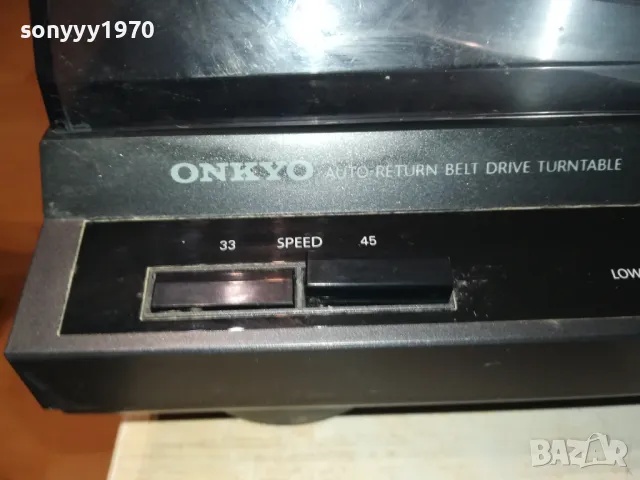 sonyyy1970
ONKYO AUTO-RETURN BELT DRIVE TURNTABLE
33 SPEED 45
LOW
BAZAR